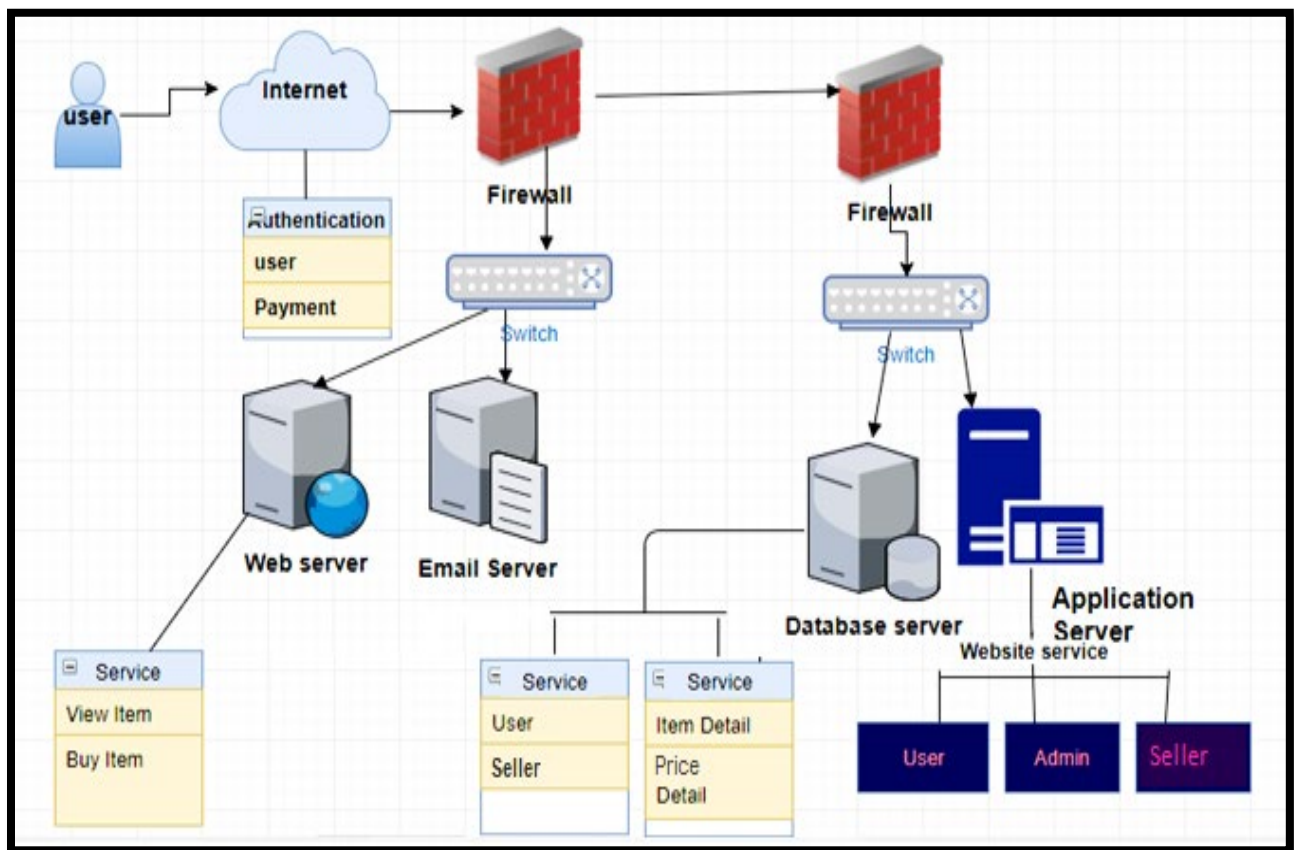 user
Internet
Firewall
Firewall
Authentication
user
Payment
Switch
Switch
Web server
Email Server
Database server
Application
Server
Website service
Service
View Item
Buy Item
Service
User
Seller
Service
Item Detail
Price
Detail
User
Admin
Seller